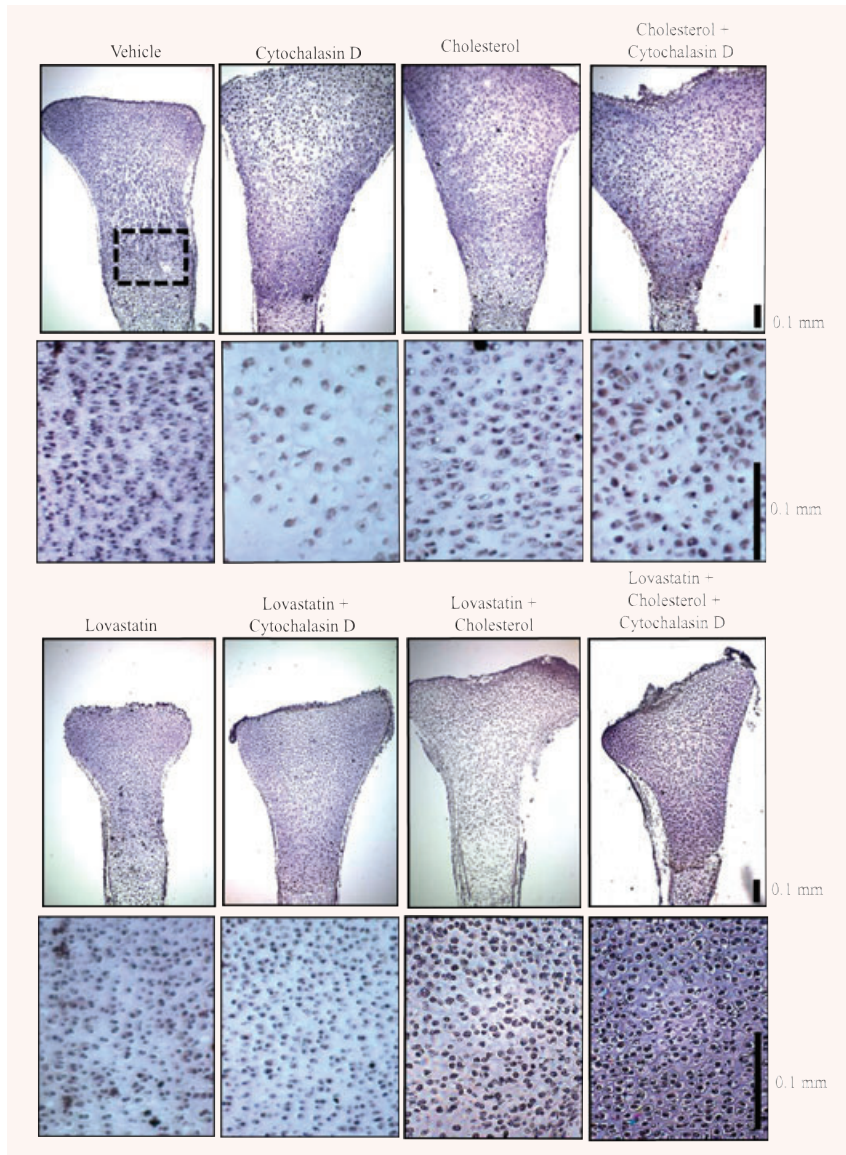 Vehicle
Cytochalasin D
Cholesterol
Cholesterol +
Cytochalasin D
0.1 mm
0.1 mm
Lovastatin
Lovastatin +
Cytochalasin D
Lovastatin +
Cholesterol
Lovastatin +
Cholesterol +
Cytochalasin D
0.1 mm
0.1 mm